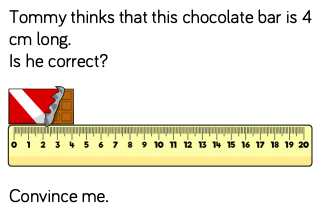 Tommy thinks that this chocolate bar is 4
cm long.
Is he correct?
0 1 2 3 4 5 6 7 8 9 10 11 12 13 14 15 16 17 18 19 20
Convince me.